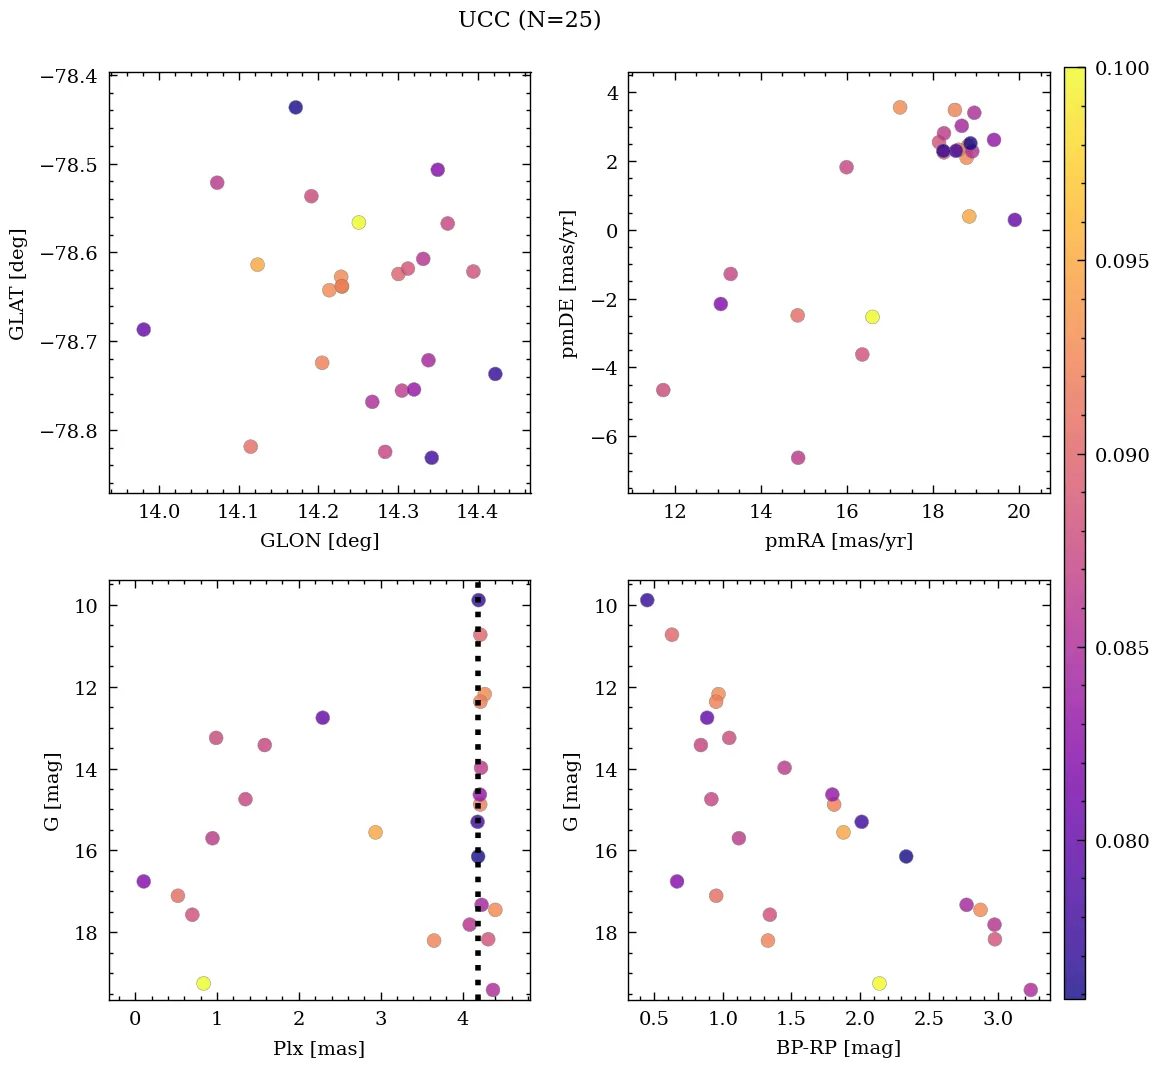 UCC (N=25)
−78.4
−78.5
−78.6
−78.7
−78.8
GLAT [deg]
14.0 14.1 14.2 14.3 14.4
GLON [deg]
4
2
0
−2
−4
−6
pmDE [mas/yr]
12 14 16 18 20
pmRA [mas/yr]
0.100
0.095
0.090
0.085
0.080
10
12
14
16
18
G [mag]
0 1 2 3 4
Plx [mas]
10
12
14
16
18
G [mag]
0.5 1.0 1.5 2.0 2.5 3.0
BP-RP [mag]